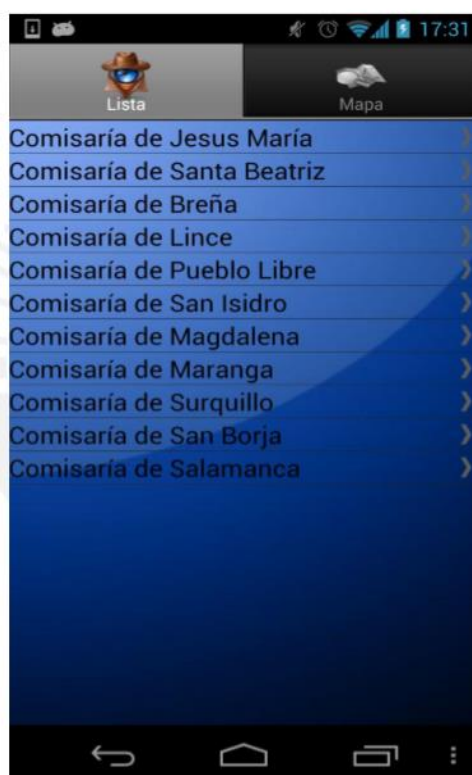 17:31
Lista
Mapa
Comisaría de Jesus María
Comisaría de Santa Beatriz
Comisaría de Breña
Comisaría de Lince
Comisaría de Pueblo Libre
Comisaría de San Isidro
Comisaría de Magdalena
Comisaría de Maranga
Comisaría de Surquillo
Comisaría de San Borja
Comisaría de Salamanca